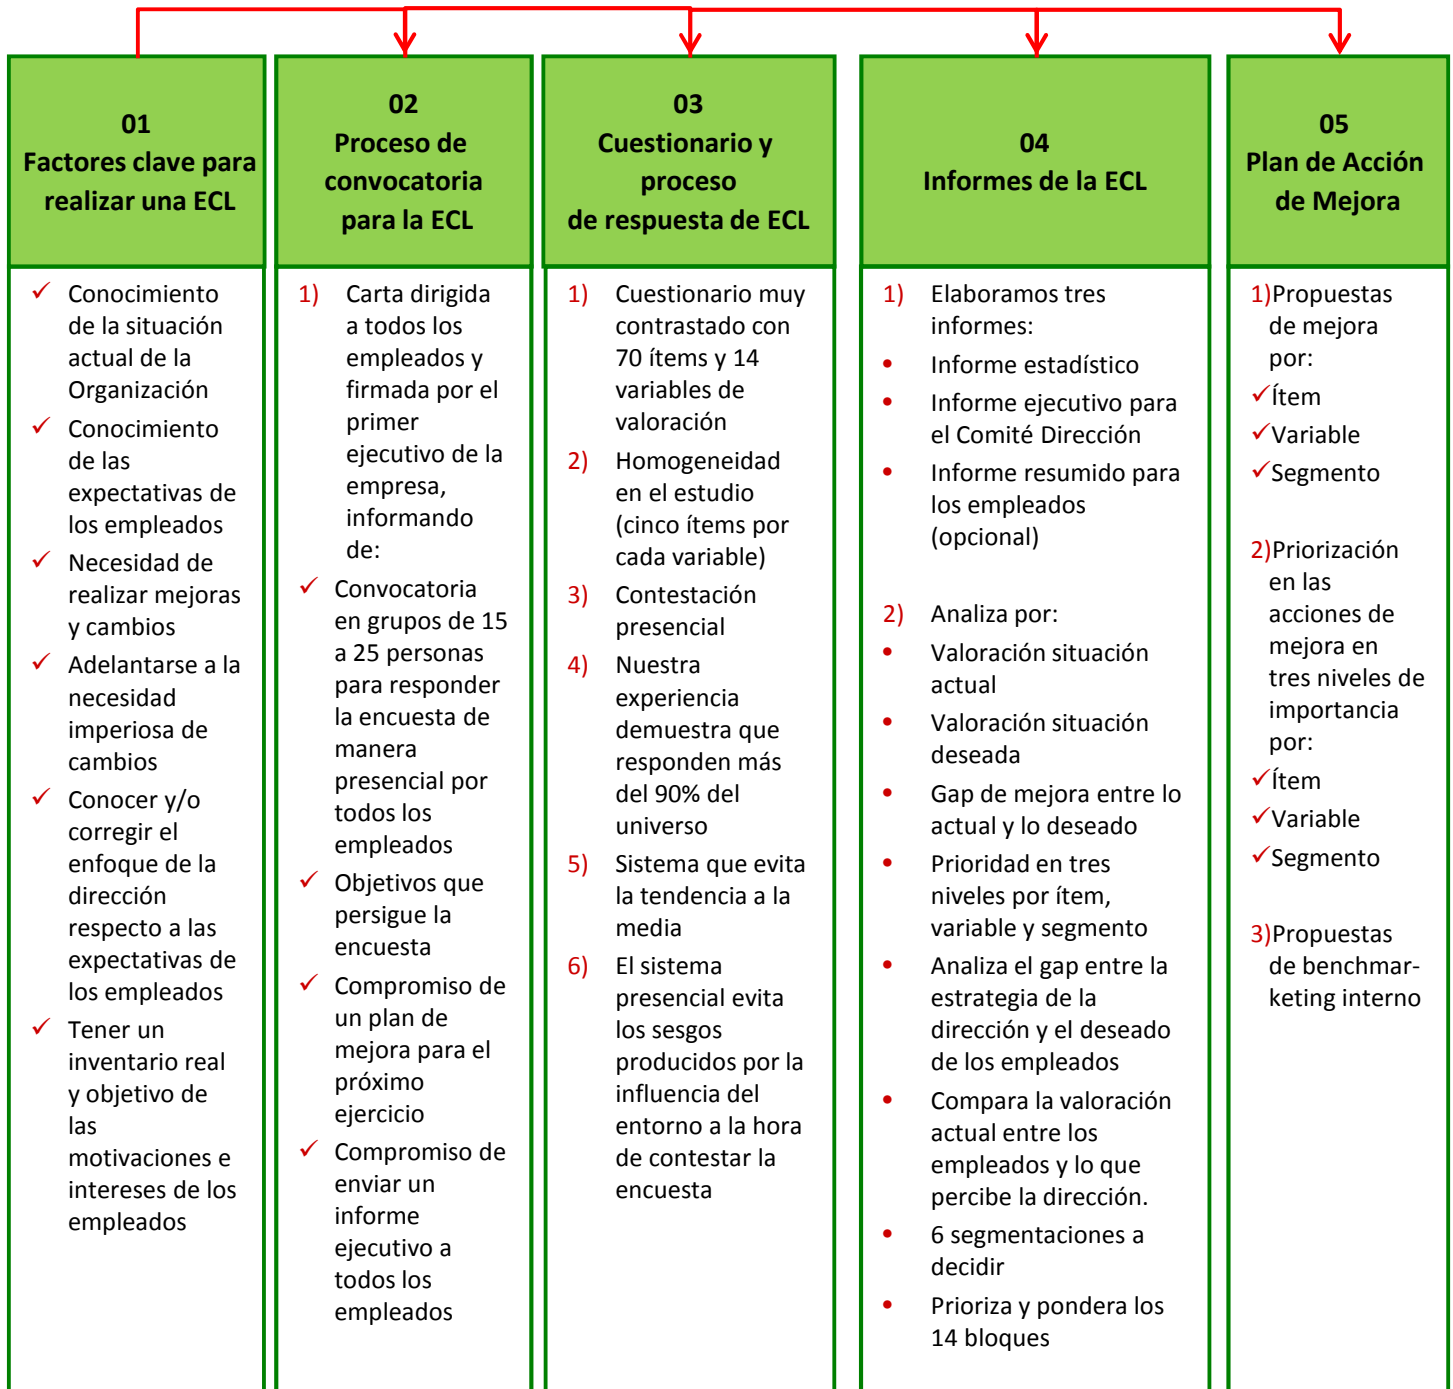 01
Factores clave para
realizar una ECL
✓ Conocimiento
de la situación
actual de la
Organización
✓ Conocimiento
de las
expectativas de
los empleados
✓ Necesidad de
realizar mejoras
y cambios
✓ Adelantarse a la
necesidad
imperiosa de
cambios
✓ Conocer y/o
corregir el
enfoque de la
dirección
respecto a las
expectativas de
los empleados
✓ Tener un
inventario real
y objetivo de
las
motivaciones e
intereses de los
empleados
02
Proceso de
convocatoria
para la ECL
1) Carta dirigida
a todos los
empleados y
firmada por el
primer
ejecutivo de la
empresa,
informando
de:
✓ Convocatoria
en grupos de 15
a 25 personas
para responder
la encuesta de
manera
presencial por
todos los
empleados
✓ Objetivos que
persigue la
encuesta
✓ Compromiso de
un plan de
mejora para el
próximo
ejercicio
✓ Compromiso de
enviar un
informe
ejecutivo a
todos los
empleados
03
Cuestionario y
proceso
de respuesta de ECL
1) Cuestionario muy
contrastado con
70 ítems y 14
variables de
valoración
2) Homogeneidad
en el estudio
(cinco ítems por
cada variable)
3) Contestación
presencial
4) Nuestra
experiencia
demuestra que
responden más
del 90% del
universo
5) Sistema que evita
la tendencia a la
media
6) El sistema
presencial evita
los sesgos
producidos por la
influencia del
entorno a la hora
de contestar la
encuesta
04
Informes de la ECL
1) Elaboramos tres
informes:
• Informe estadístico
• Informe ejecutivo para
el Comité Dirección
• Informe resumido para
los empleados
(opcional)
2) Analiza por:
• Valoración situación
actual
• Valoración situación
deseada
• Gap de mejora entre lo
actual y lo deseado
• Prioridad en tres
niveles por ítem,
variable y segmento
• Analiza el gap entre la
estrategia de la
dirección y el deseado
de los empleados
• Compara la valoración
actual entre los
empleados y lo que
percibe la dirección.
• 6 segmentaciones a
decidir
• Prioriza y pondera los
14 bloques
05
Plan de Acción
de Mejora
1)Propuestas
de mejora
por:
✓Ítem
✓Variable
✓Segmento
2)Priorización
en las
acciones de
mejora en
tres niveles de
importancia
por:
✓Ítem
✓Variable
✓Segmento
3)Propuestas
de benchmar-
keting interno